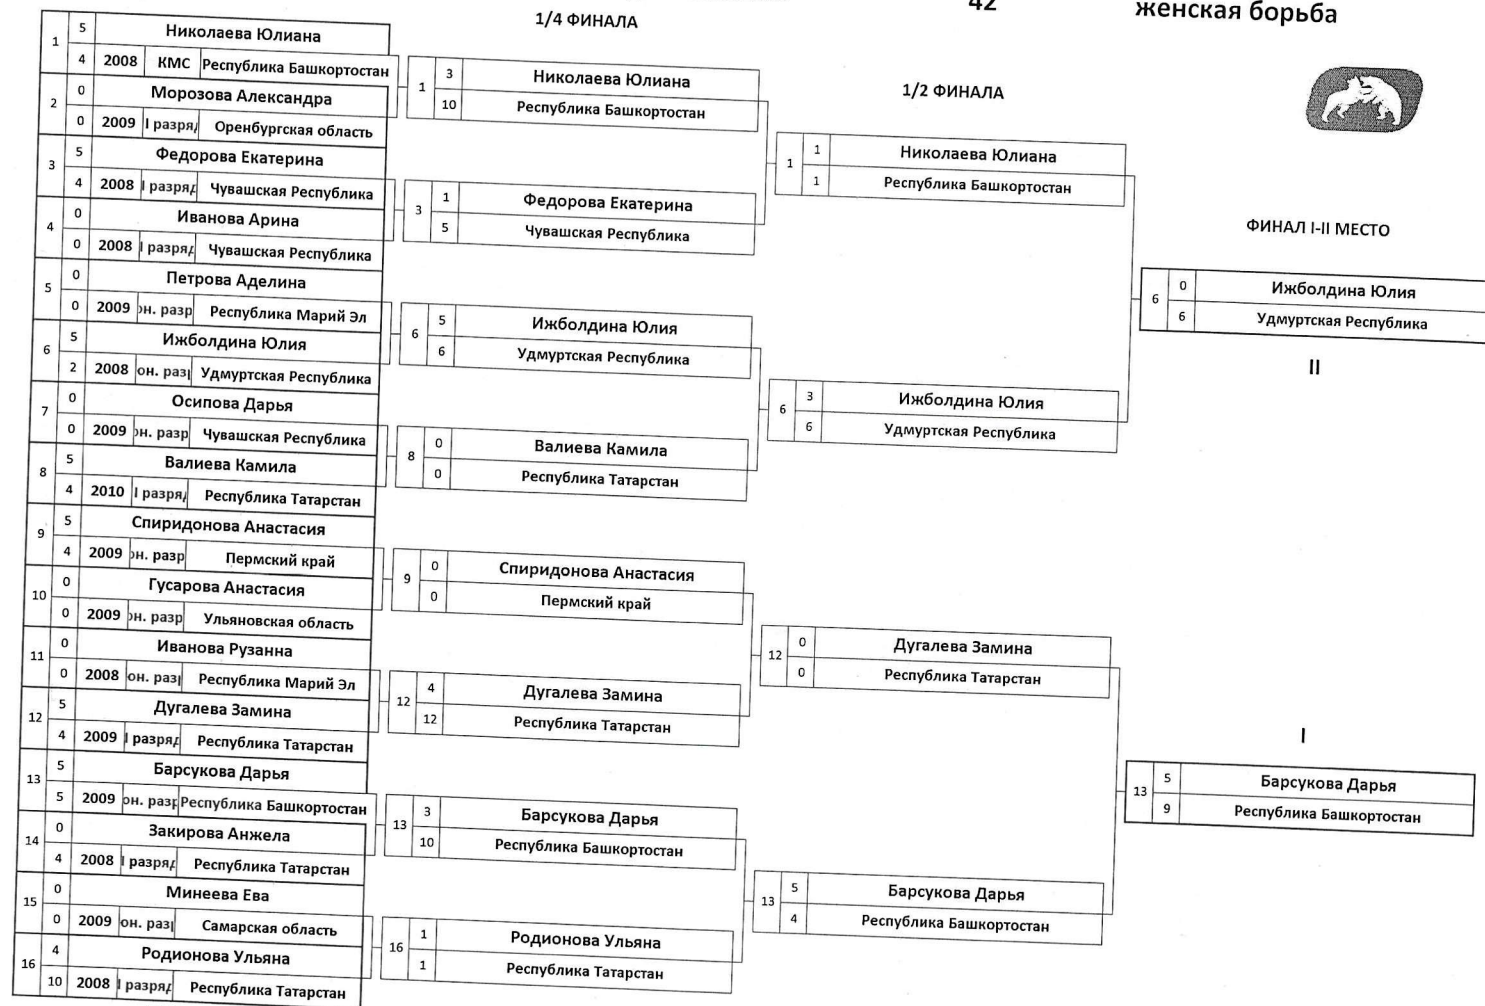 42
женская борьба
1/4 ФИНАЛА
1/2 ФИНАЛА
ФИНАЛ I-II МЕСТО
1 5 Николаева Юлиана
4 2008 КМС Республика Башкортостан
2 0 Морозова Александра
0 2009 I разряд Оренбургская область
3 5 Федорова Екатерина
4 2008 I разряд Чувашская Республика
4 0 Иванова Арина
0 2008 I разряд Чувашская Республика
5 0 Петрова Аделина
0 2009 он. разр Республика Марий Эл
6 5 Ижболдина Юлия
2 2008 он. разр Удмуртская Республика
7 0 Осипова Дарья
0 2009 он. разр Чувашская Республика
8 5 Валиева Камила
4 2010 I разряд Республика Татарстан
9 5 Спиридонова Анастасия
4 2009 он. разр Пермский край
10 0 Гусарова Анастасия
0 2009 он. разр Ульяновская область
11 0 Иванова Рузанна
0 2008 он. разр Республика Марий Эл
12 5 Дугалева Замина
4 2009 I разряд Республика Татарстан
13 5 Барсукова Дарья
5 2009 он. разр Республика Башкортостан
14 0 Закирова Анжела
4 2008 I разряд Республика Татарстан
15 0 Минеева Ева
0 2009 он. разр Самарская область
16 4 Родионова Ульяна
10 2008 I разряд Республика Татарстан
1 3 Николаева Юлиана
10 Республика Башкортостан
3 1 Федорова Екатерина
5 Чувашская Республика
6 5 Ижболдина Юлия
6 Удмуртская Республика
8 0 Валиева Камила
0 Республика Татарстан
9 0 Спиридонова Анастасия
0 Пермский край
12 4 Дугалева Замина
12 Республика Татарстан
13 3 Барсукова Дарья
10 Республика Башкортостан
16 1 Родионова Ульяна
1 Республика Татарстан
1 1 Николаева Юлиана
1 Республика Башкортостан
6 3 Ижболдина Юлия
6 Удмуртская Республика
12 0 Дугалева Замина
0 Республика Татарстан
13 5 Барсукова Дарья
4 Республика Башкортостан
6 0 Ижболдина Юлия
6 Удмуртская Республика
II
I
13 5 Барсукова Дарья
9 Республика Башкортостан